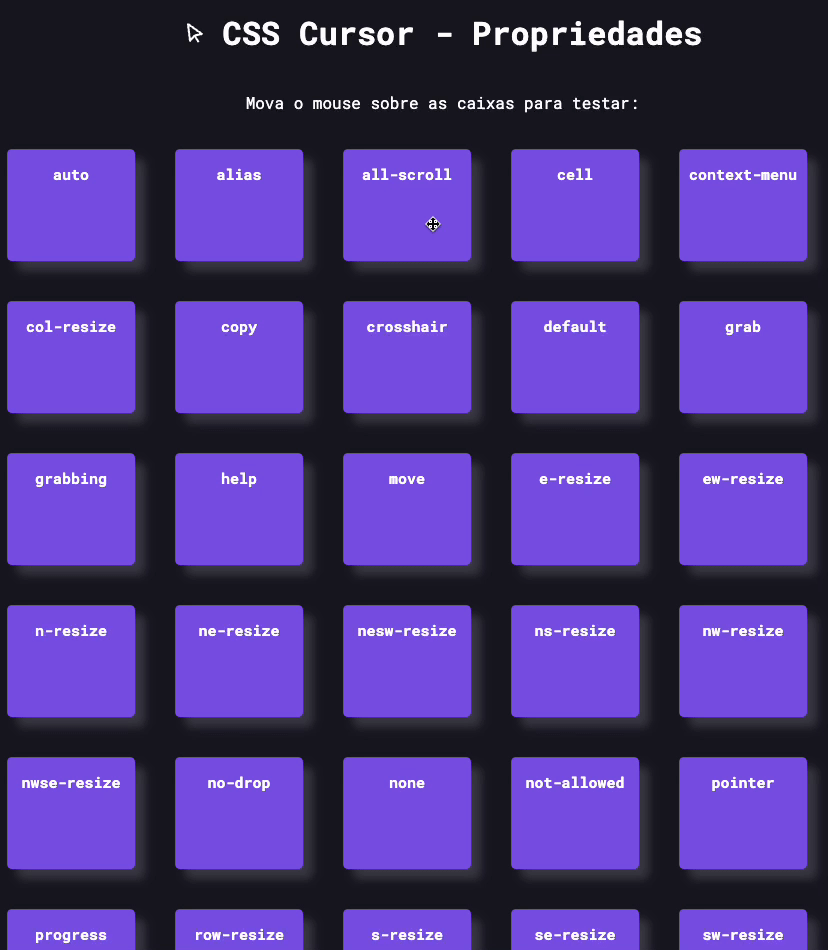 CSS Cursor - Propriedades
Mova o mouse sobre as caixas para testar:
auto alias all-scroll cell context-menu
col-resize copy crosshair default grab
grabbing help move e-resize ew-resize
n-resize ne-resize nesw-resize ns-resize nw-resize
nwse-resize no-drop none not-allowed pointer
progress row-resize s-resize se-resize sw-resize